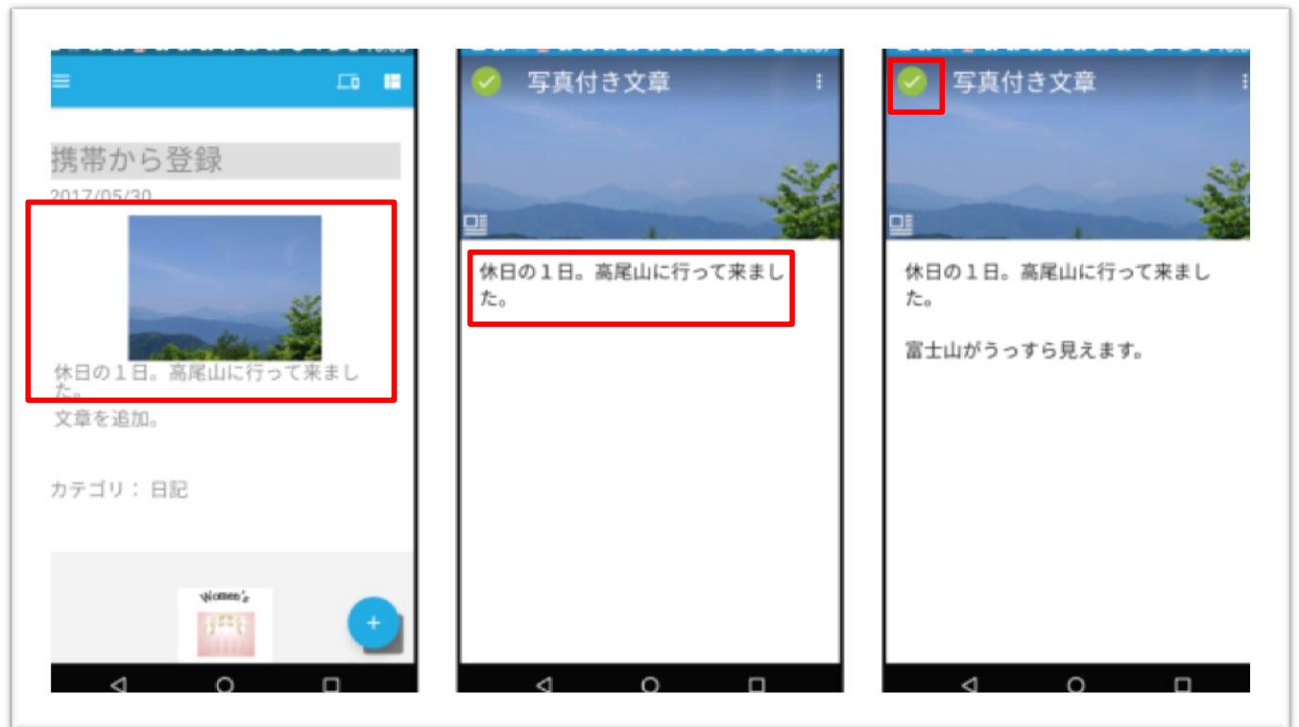 携帯から登録
2017/05/30
休日の１日。高尾山に行って来まし
た。
文章を追加。
カテゴリ： 日記
Women's
写真付き文章
休日の１日。高尾山に行って来まし
た。
写真付き文章
休日の１日。高尾山に行って来まし
た。
富士山がうっすら見えます。